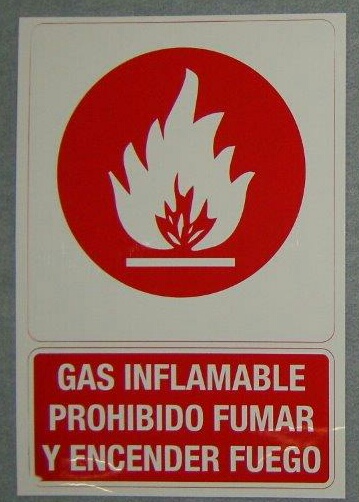 GAS INFLAMABLE
PROHIBIDO FUMAR
Y ENCENDER FUEGO